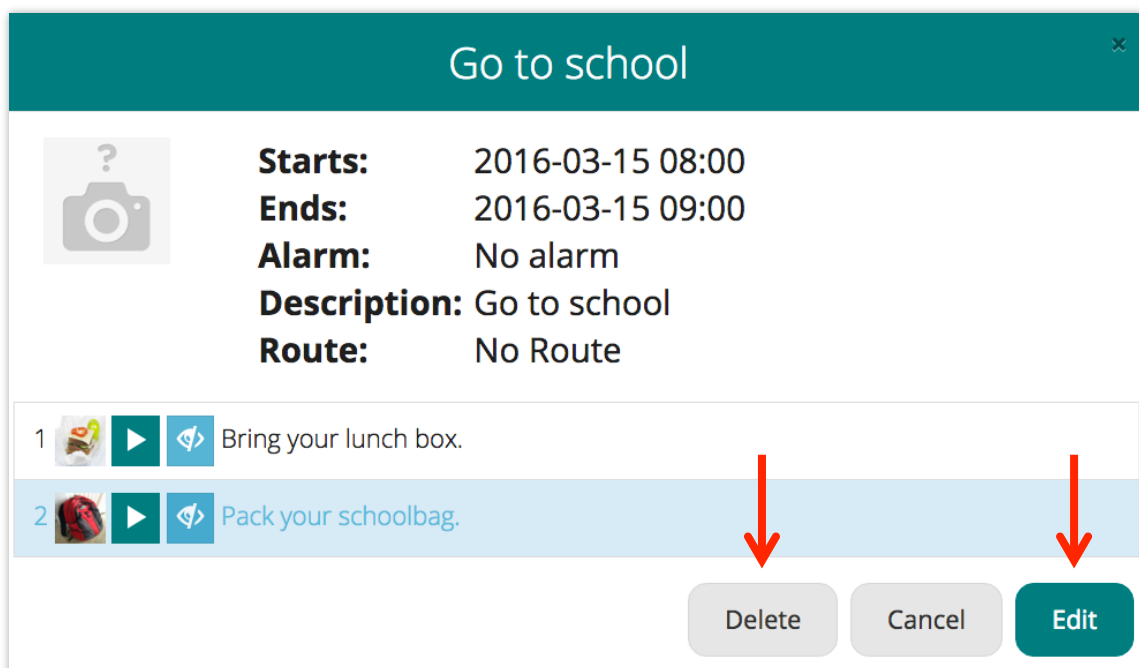 Go to school
Starts: 2016-03-15 08:00
Ends: 2016-03-15 09:00
Alarm: No alarm
Description: Go to school
Route: No Route
1 Bring your lunch box.
2 Pack your schoolbag.
Delete Cancel Edit